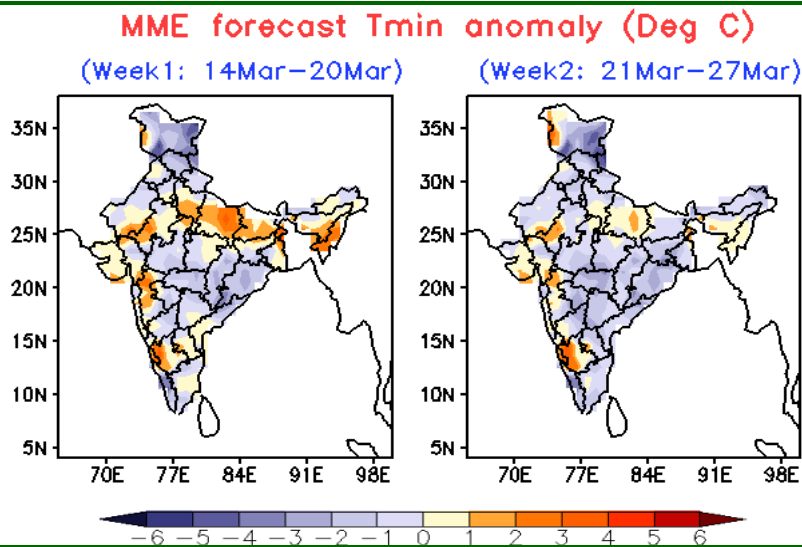 MME forecast Tmin anomaly (Deg C)
(Week1: 14Mar-20Mar) (Week2: 21Mar-27Mar)
35N 35N
30N 30N
25N 25N
20N 20N
15N 15N
10N 10N
5N 5N
70E 77E 84E 91E 98E 70E 77E 84E 91E 98E
-6 -5 -4 -3 -2 -1 0 1 2 3 4 5 6